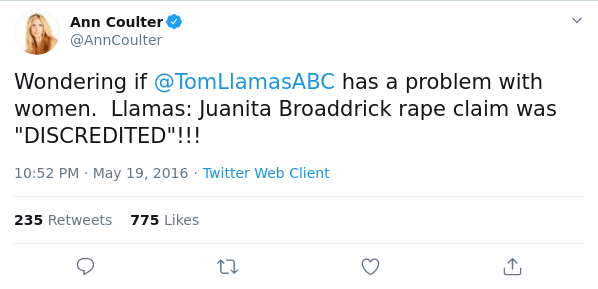 Ann Coulter
@AnnCoulter
Wondering if @TomLlamasABC has a problem with
women.  Llamas: Juanita Broaddrick rape claim was
"DISCREDITED"!!!
10:52 PM · May 19, 2016 · Twitter Web Client
235 Retweets 775 Likes